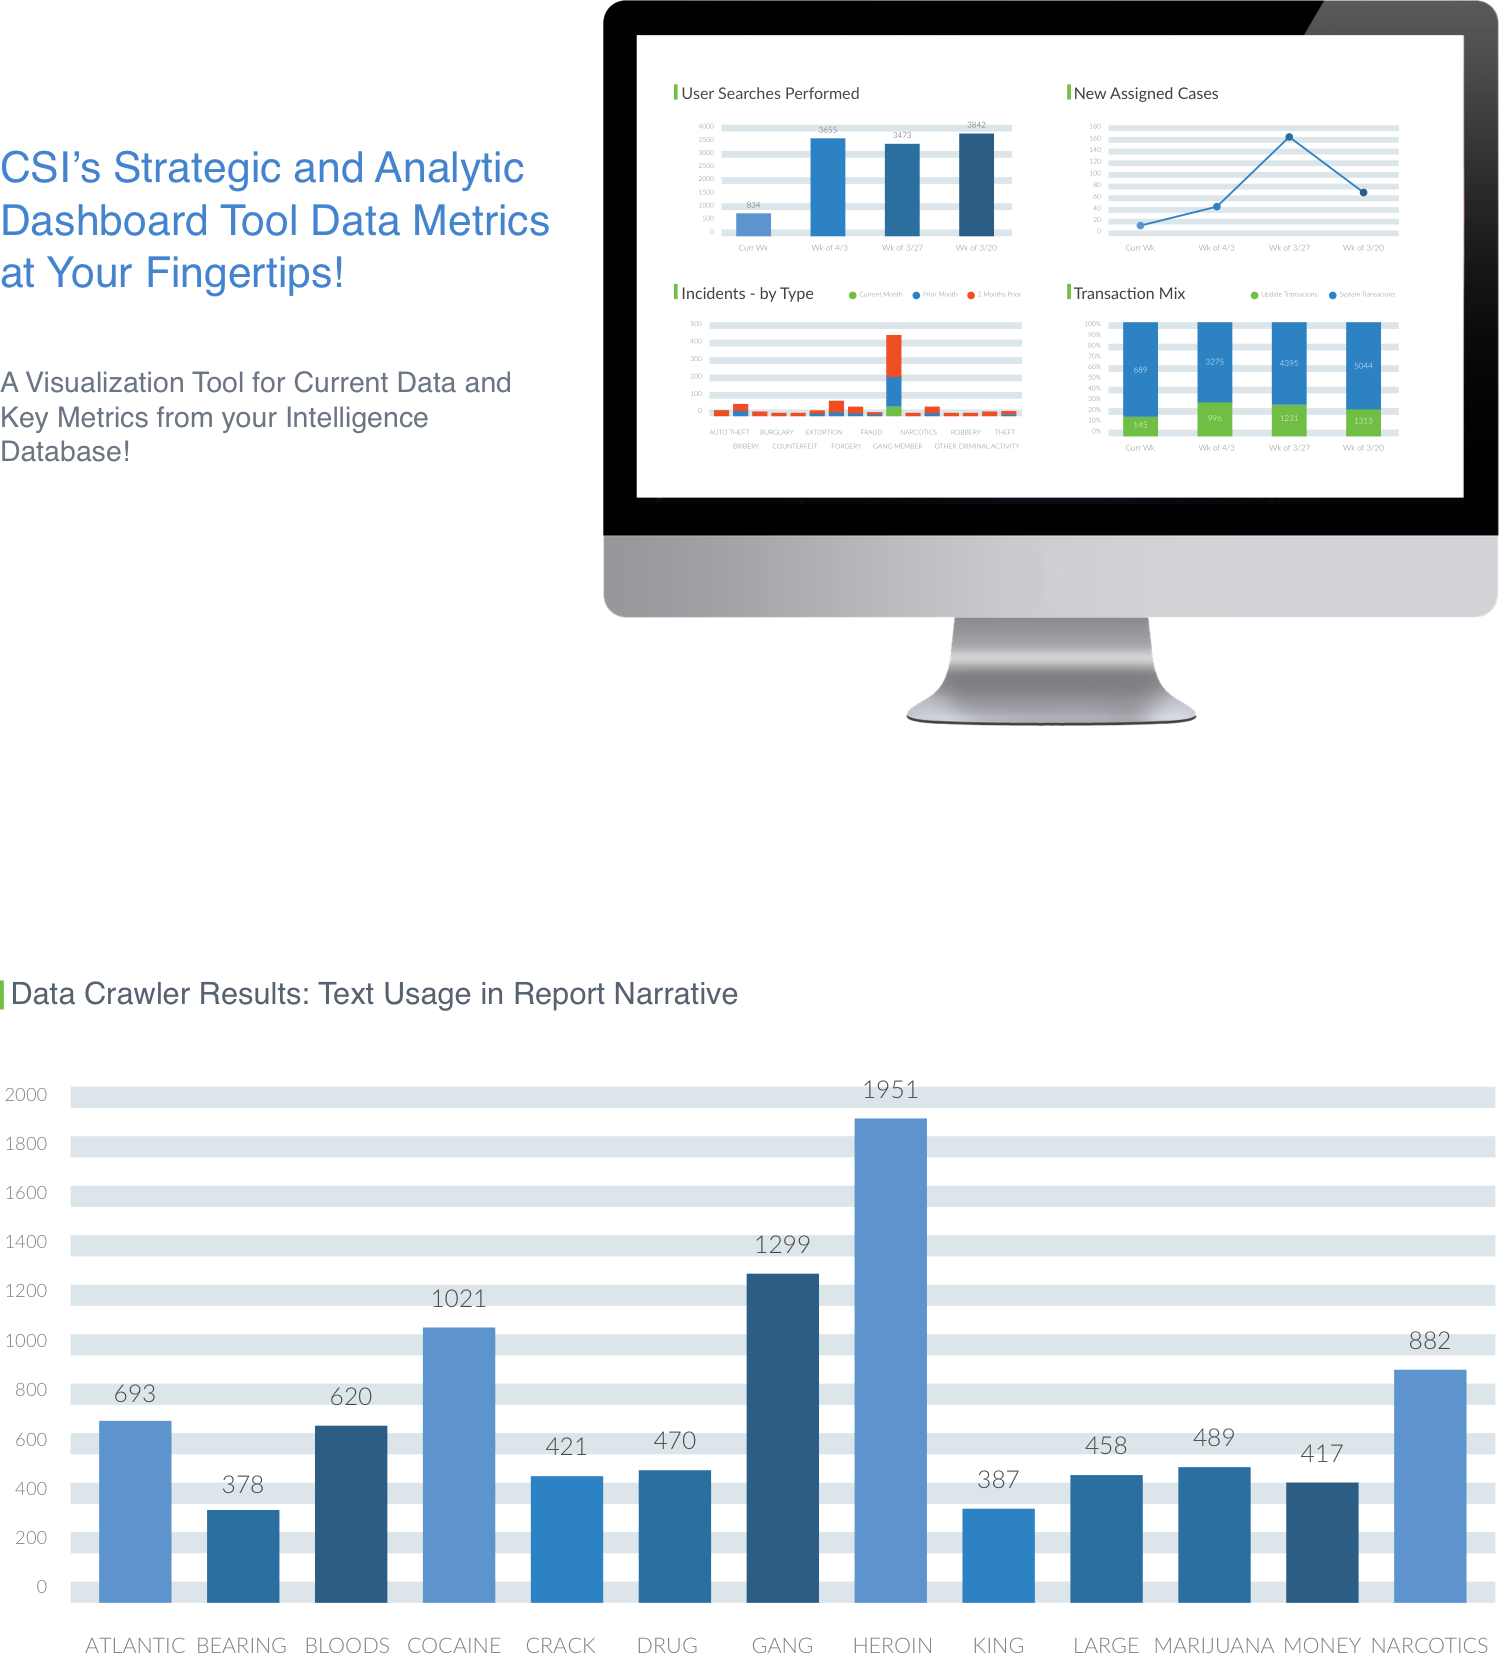 CSI’s Strategic and Analytic
Dashboard Tool Data Metrics
at Your Fingertips!
A Visualization Tool for Current Data and
Key Metrics from your Intelligence
Database!
User Searches Performed
4000
3500
3000
2500
2000
1500
1000
500
0
834
3655
3473
3842
Curr Wk
Wk of 4/3
Wk of 3/27
Wk of 3/20
New Assigned Cases
180
160
140
120
100
80
60
40
20
0
Curr Wk
Wk of 4/3
Wk of 3/27
Wk of 3/20
Incidents - by Type
Current Month
Prior Month
2 Months Prior
500
400
300
200
100
0
AUTO THEFT
BURGLARY
EXTORTION
FRAUD
NARCOTICS
ROBBERY
THEFT
BRIBERY
COUNTERFEIT
FORGERY
GANG MEMBER
OTHER CRIMINAL ACTIVITY
Transaction Mix
Update Transacions
System Transacions
100%
90%
80%
70%
60%
50%
40%
30%
20%
10%
0%
689
3275
4395
5044
145
996
1231
1313
Curr Wk
Wk of 4/3
Wk of 3/27
Wk of 3/20
Data Crawler Results: Text Usage in Report Narrative
2000
1800
1600
1400
1200
1000
800
600
400
200
0
693
378
620
1021
421
470
1299
1951
387
458
489
417
882
ATLANTIC
BEARING
BLOODS
COCAINE
CRACK
DRUG
GANG
HEROIN
KING
LARGE
MARIJUANA
MONEY
NARCOTICS